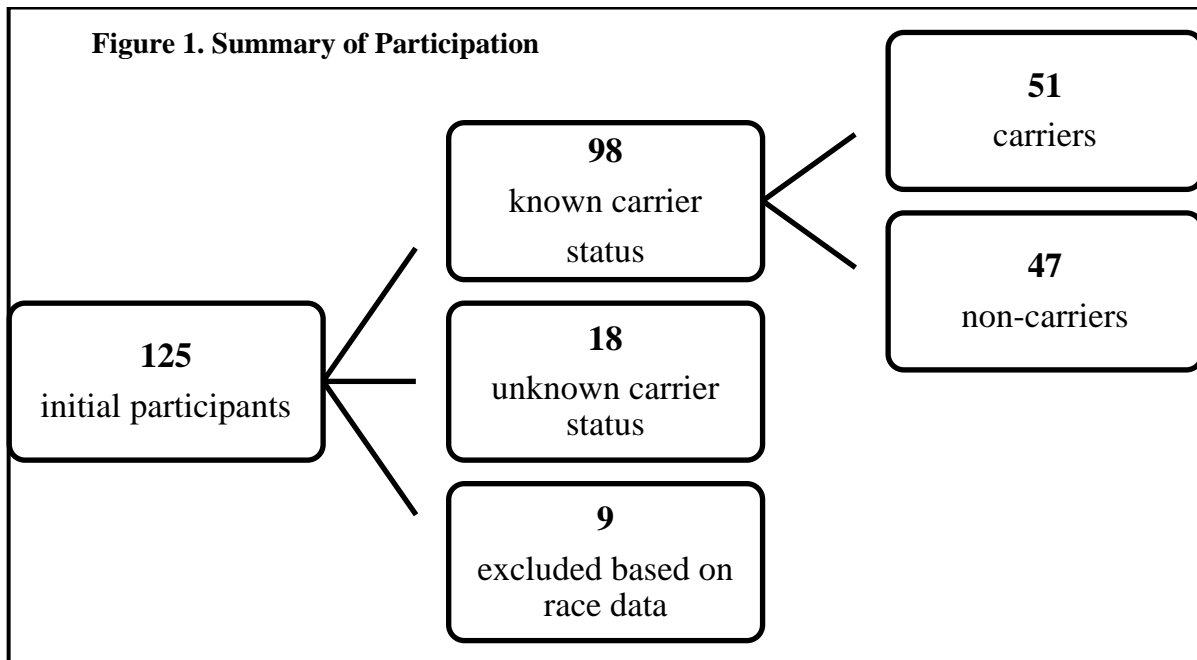 Figure 1. Summary of Participation
125
initial participants
98
known carrier
status
18
unknown carrier
status
9
excluded based on
race data
51
carriers
47
non-carriers